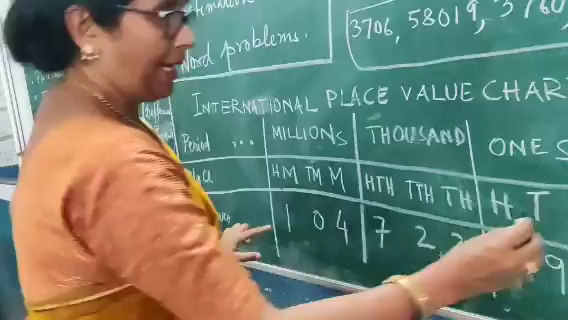 Word problems.
3706, 58019, 3760
INTERNATIONAL PLACE VALUE CHAR
Period ... MILLIONS THOUSAND ONES
HM TM M HTH TTH TH H T
1 0 4 7 2 9